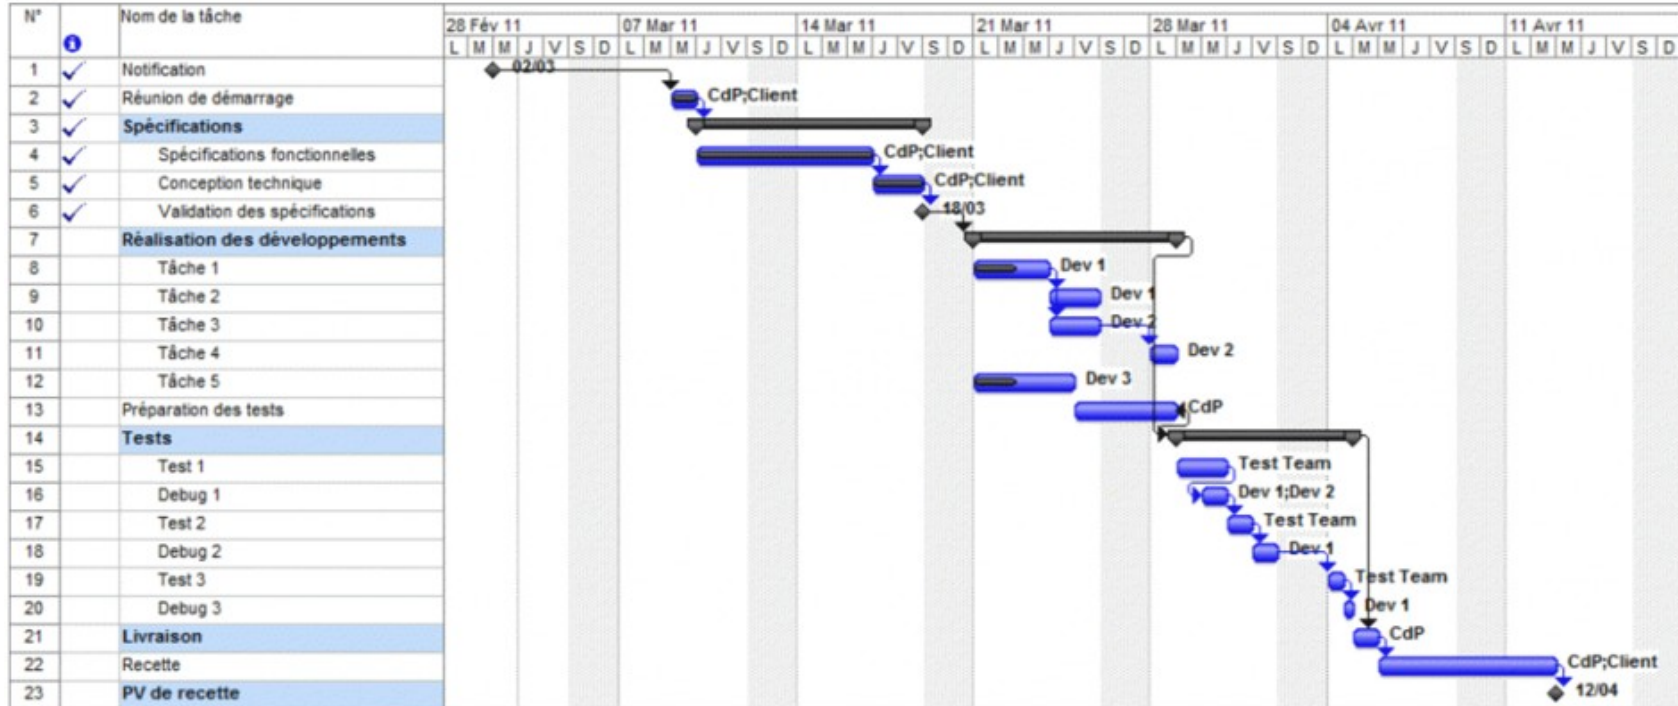 N° Nom de la tâche 28 Fév 11 07 Mar 11 14 Mar 11 21 Mar 11 28 Mar 11 04 Avr 11 11 Avr 11
L M M J V S D L M M J V S D L M M J V S D L M M J V S D L M M J V S D L M M J V S D L M M J V S D
1 Notification 02/03
2 Réunion de démarrage CdP;Client
3 Spécifications
4 Spécifications fonctionnelles CdP;Client
5 Conception technique CdP;Client
6 Validation des spécifications 18/03
7 Réalisation des développements
8 Tâche 1 Dev 1
9 Tâche 2 Dev 1
10 Tâche 3 Dev 2
11 Tâche 4 Dev 2
12 Tâche 5 Dev 3
13 Préparation des tests CdP
14 Tests
15 Test 1 Test Team
16 Debug 1 Dev 1;Dev 2
17 Test 2 Test Team
18 Debug 2 Dev 1
19 Test 3 Test Team
20 Debug 3 Dev 1
21 Livraison CdP
22 Recette CdP;Client
23 PV de recette 12/04